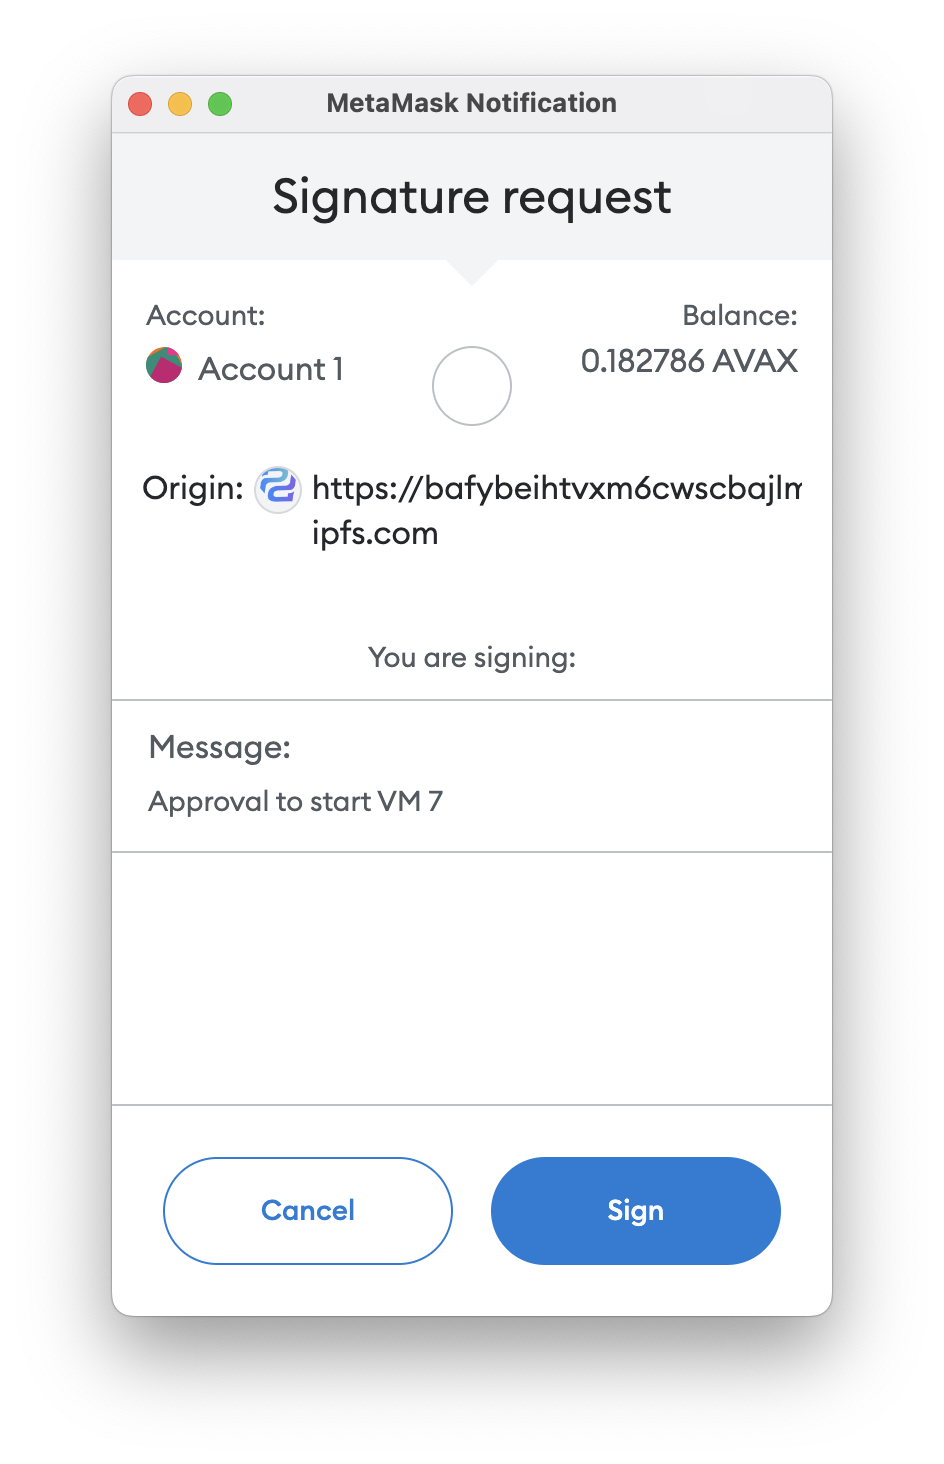 MetaMask Notification
Signature request
Account:
Balance:
Account 1
0.182786 AVAX
Origin:
https://bafybeihtvxm6cwscbajlm
ipfs.com
You are signing:
Message:
Approval to start VM 7
Cancel
Sign